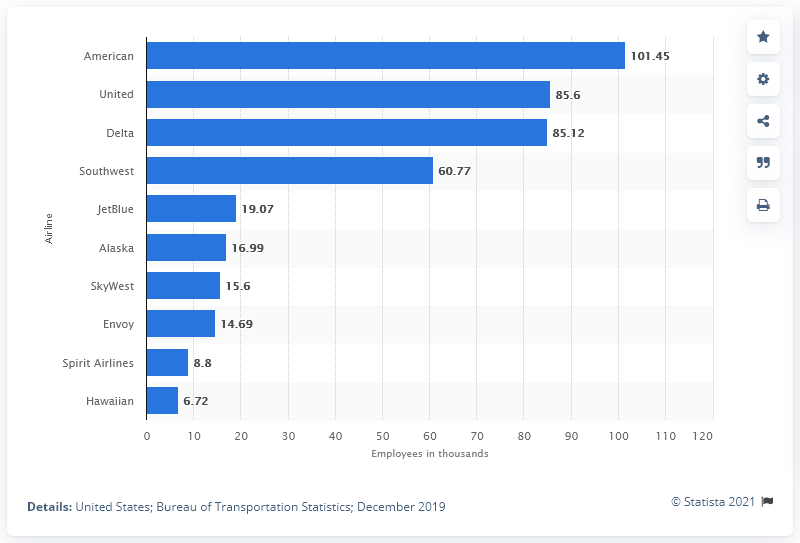 American 101.45
United 85.6
Delta 85.12
Southwest 60.77
JetBlue 19.07
Alaska 16.99
SkyWest 15.6
Envoy 14.69
Spirit Airlines 8.8
Hawaiian 6.72
Airline
0 10 20 30 40 50 60 70 80 90 100 110 120
Employees in thousands
© Statista 2021
Details: United States; Bureau of Transportation Statistics; December 2019